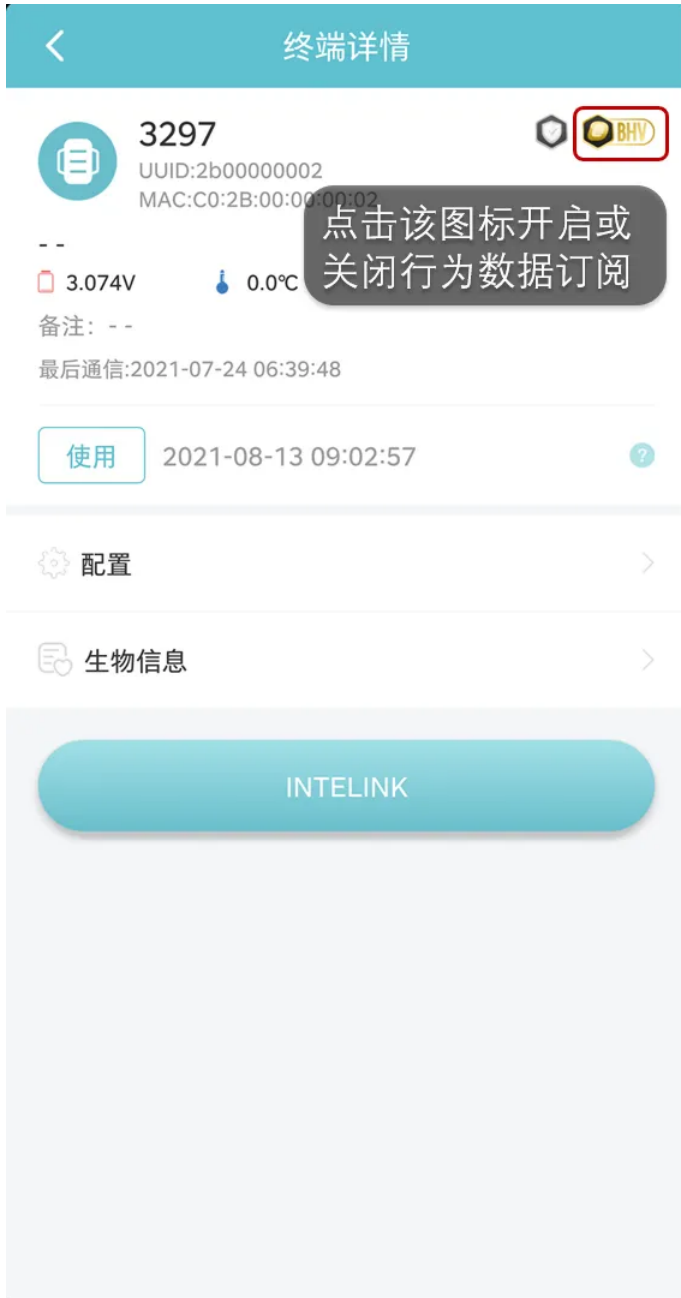 终端详情
3297
BHV
UUID:2b00000002
MAC:C0:2B:00:00:00:02
点击该图标开启或
关闭行为数据订阅
- -
3.074V
0.0℃
备注：- -
最后通信:2021-07-24 06:39:48
使用
2021-08-13 09:02:57
?
配置
生物信息
INTELINK